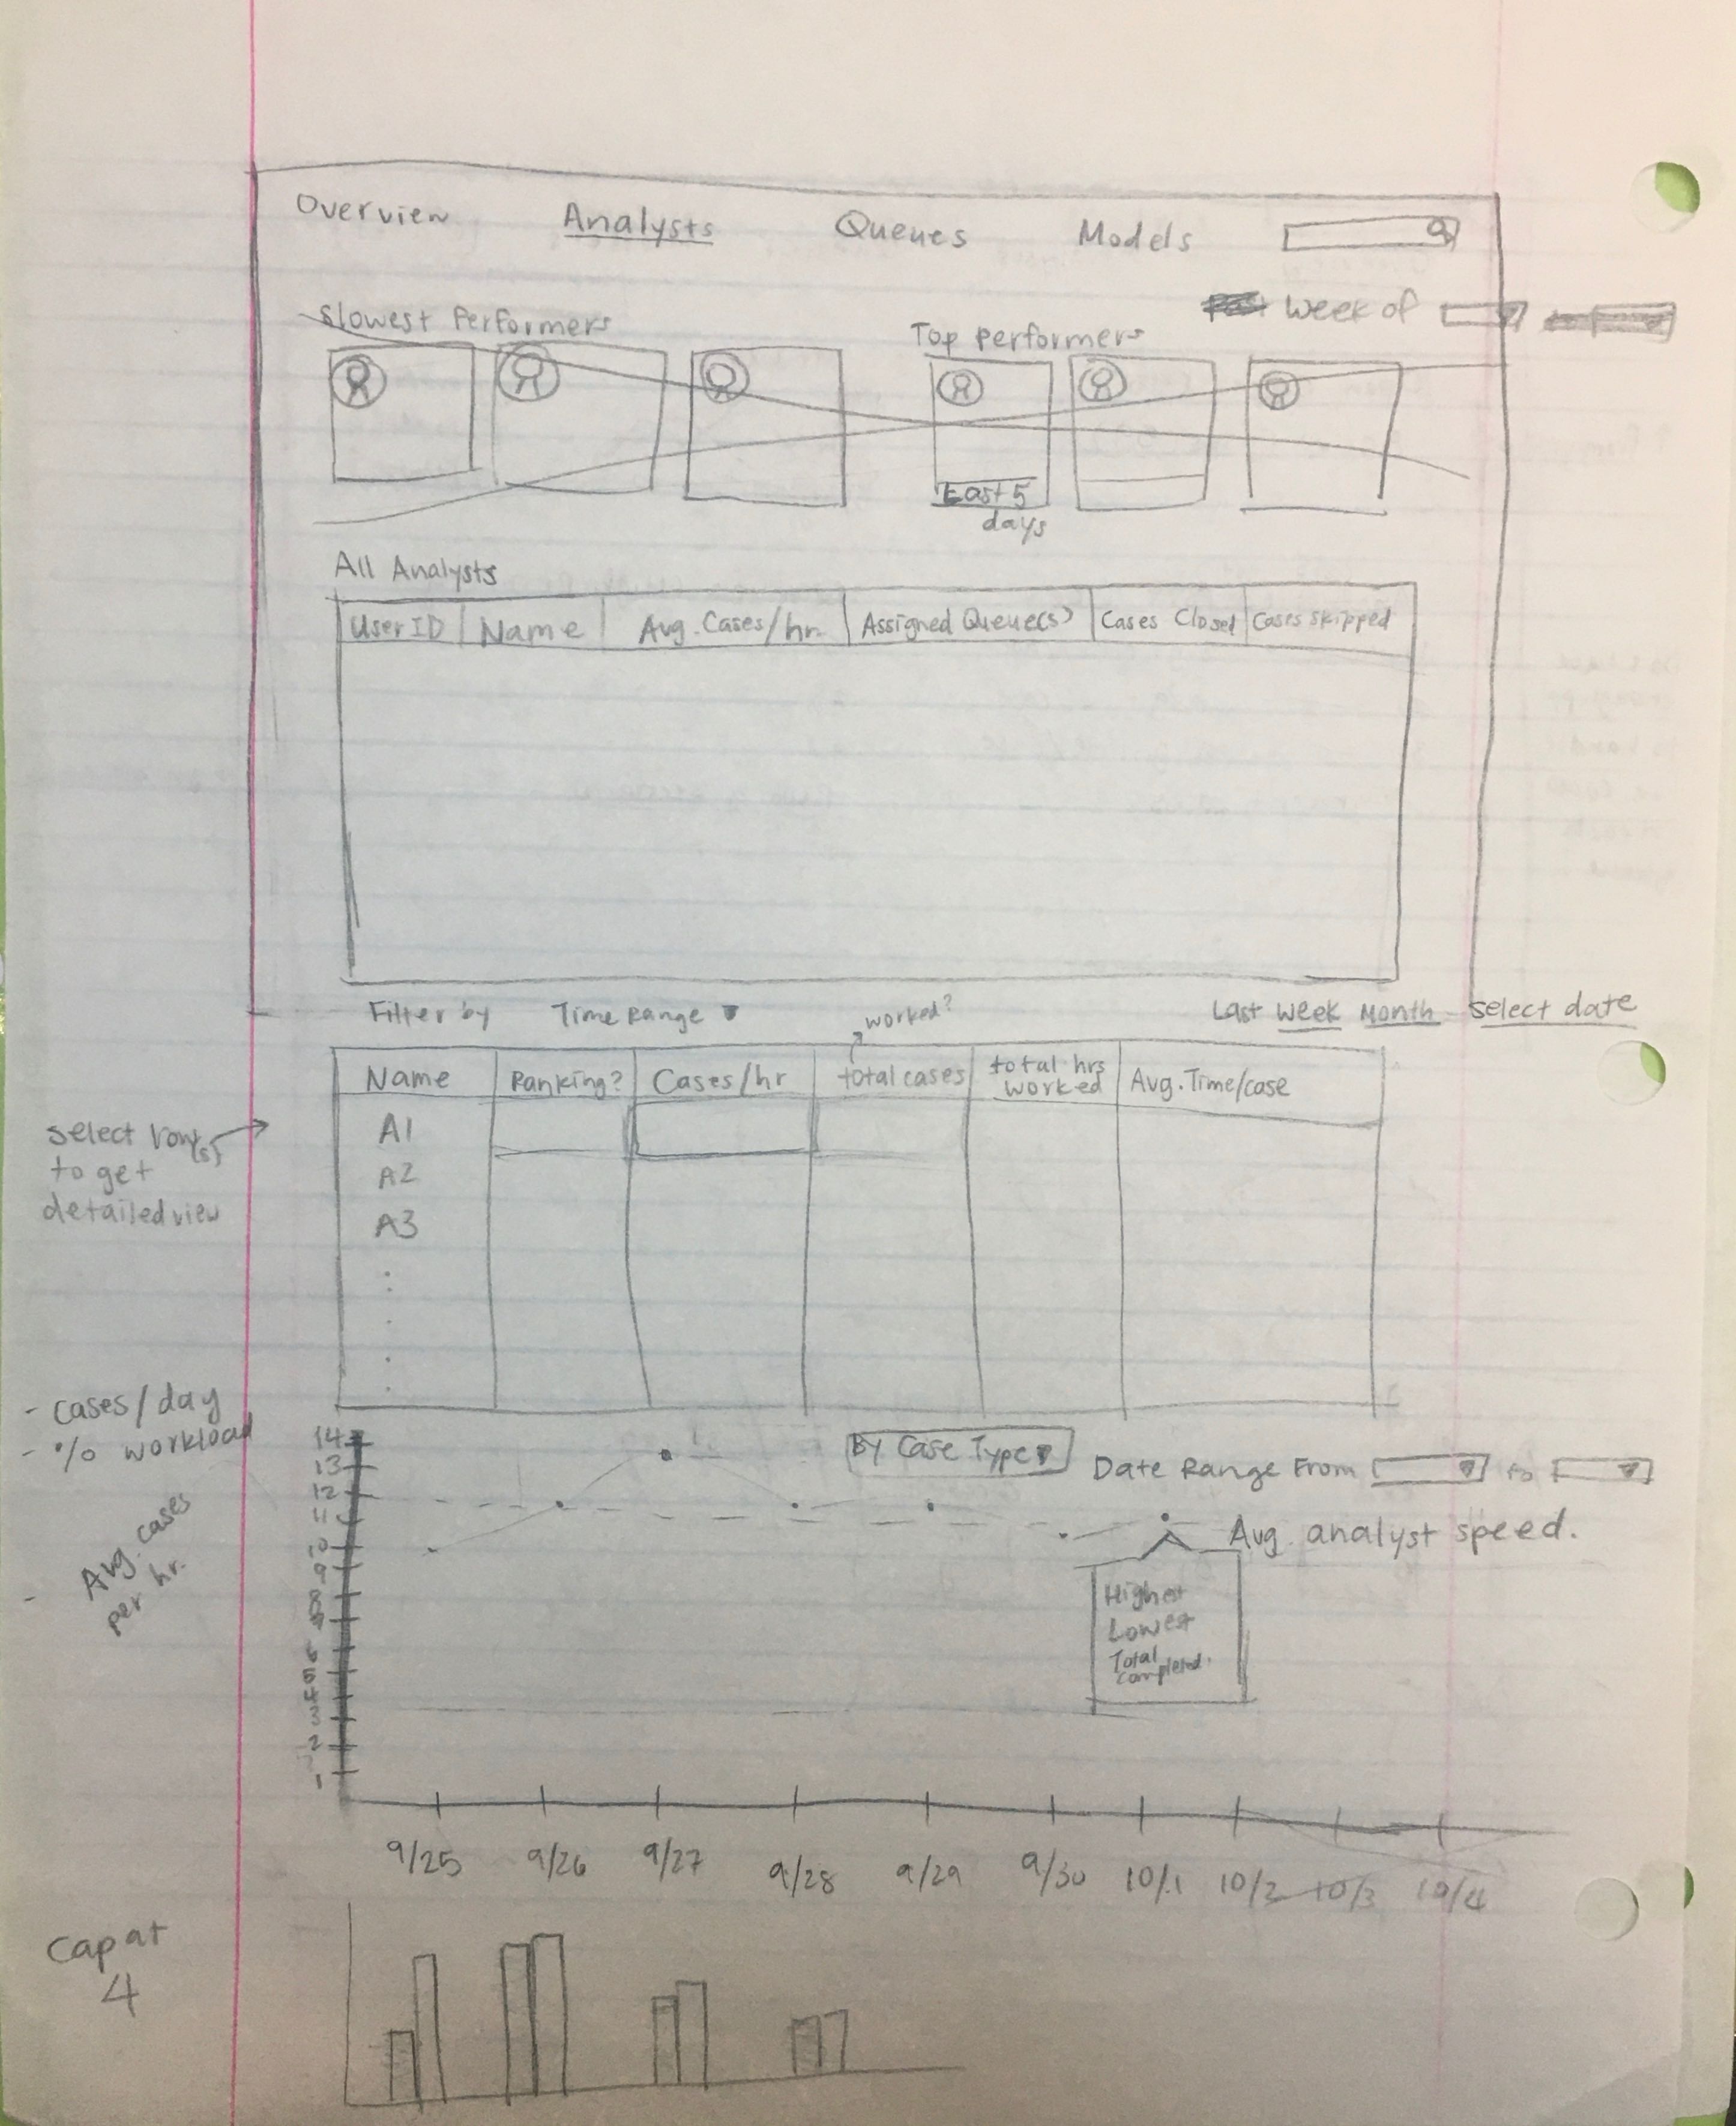 Overview Analysts Queues Models
Week of
Slowest Performers
Top performers
Last 5
days
All Analysts
User ID Name Avg. Cases/hr. Assigned Queue(s) Cases Closed Cases Skipped
Filter by Time Range Last Week Month Select date
worked?
Name Ranking? Cases/hr total cases total hrs worked Avg. Time/case
select row(s)
to get
detailed view
A1
A2
A3
- cases/day
- % workload
- Avg. cases
per hr.
By Case Type
Date Range From to
Avg. analyst speed.
Highest
Lowest
Total
completed.
14
13
12
11
10
9
8
7
6
5
4
3
2
1
9/25 9/26 9/27 9/28 9/29 9/30 10/1 10/2 10/3 10/4
Cap at
4